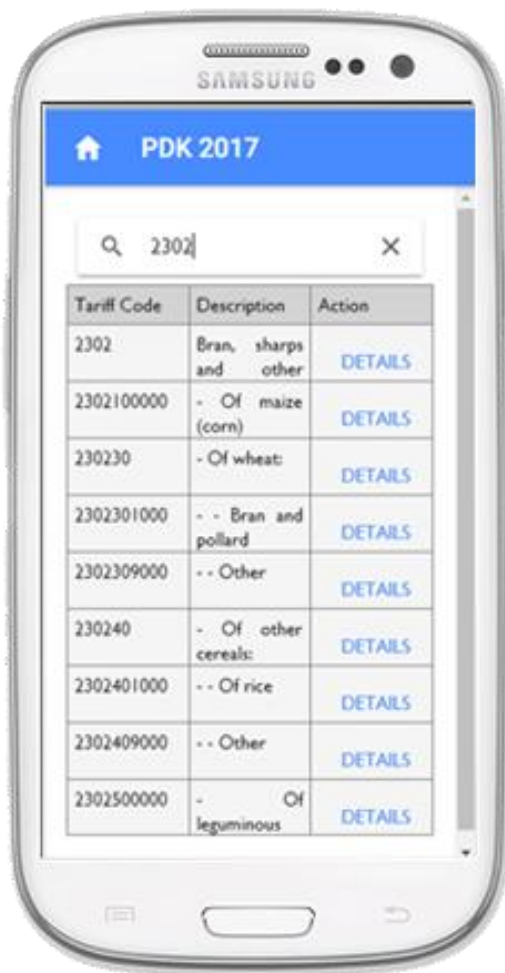 SAMSUNG
PDK 2017
2302
Tariff Code Description Action
2302 Bran, sharps
and other DETAILS
2302100000 - Of maize
(corn) DETAILS
230230 - Of wheat:
DETAILS
2302301000 - - Bran and
pollard DETAILS
2302309000 - - Other
DETAILS
230240 - Of other
cereals: DETAILS
2302401000 - - Of rice
DETAILS
2302409000 - - Other
DETAILS
2302500000 - Of
leguminous DETAILS